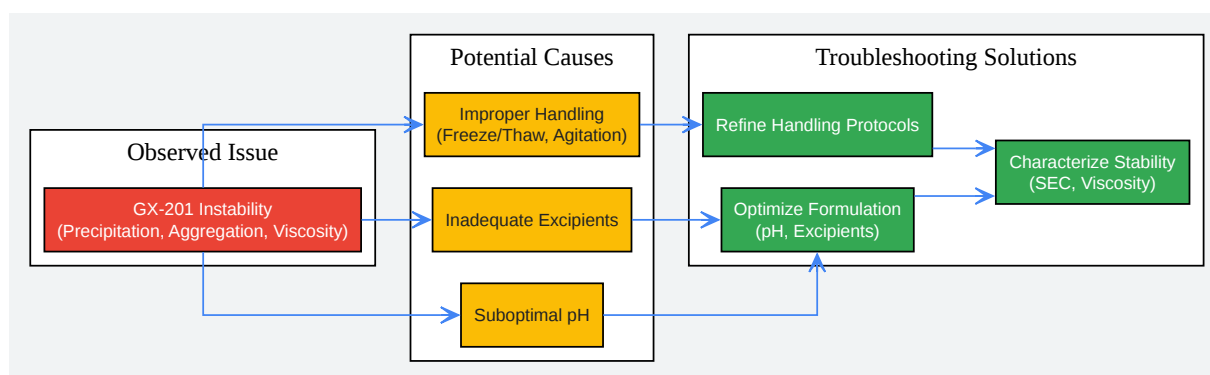 Observed Issue
GX-201 Instability
(Precipitation, Aggregation, Viscosity)
Potential Causes
Improper Handling
(Freeze/Thaw, Agitation)
Inadequate Excipients
Suboptimal pH
Troubleshooting Solutions
Refine Handling Protocols
Optimize Formulation
(pH, Excipients)
Characterize Stability
(SEC, Viscosity)